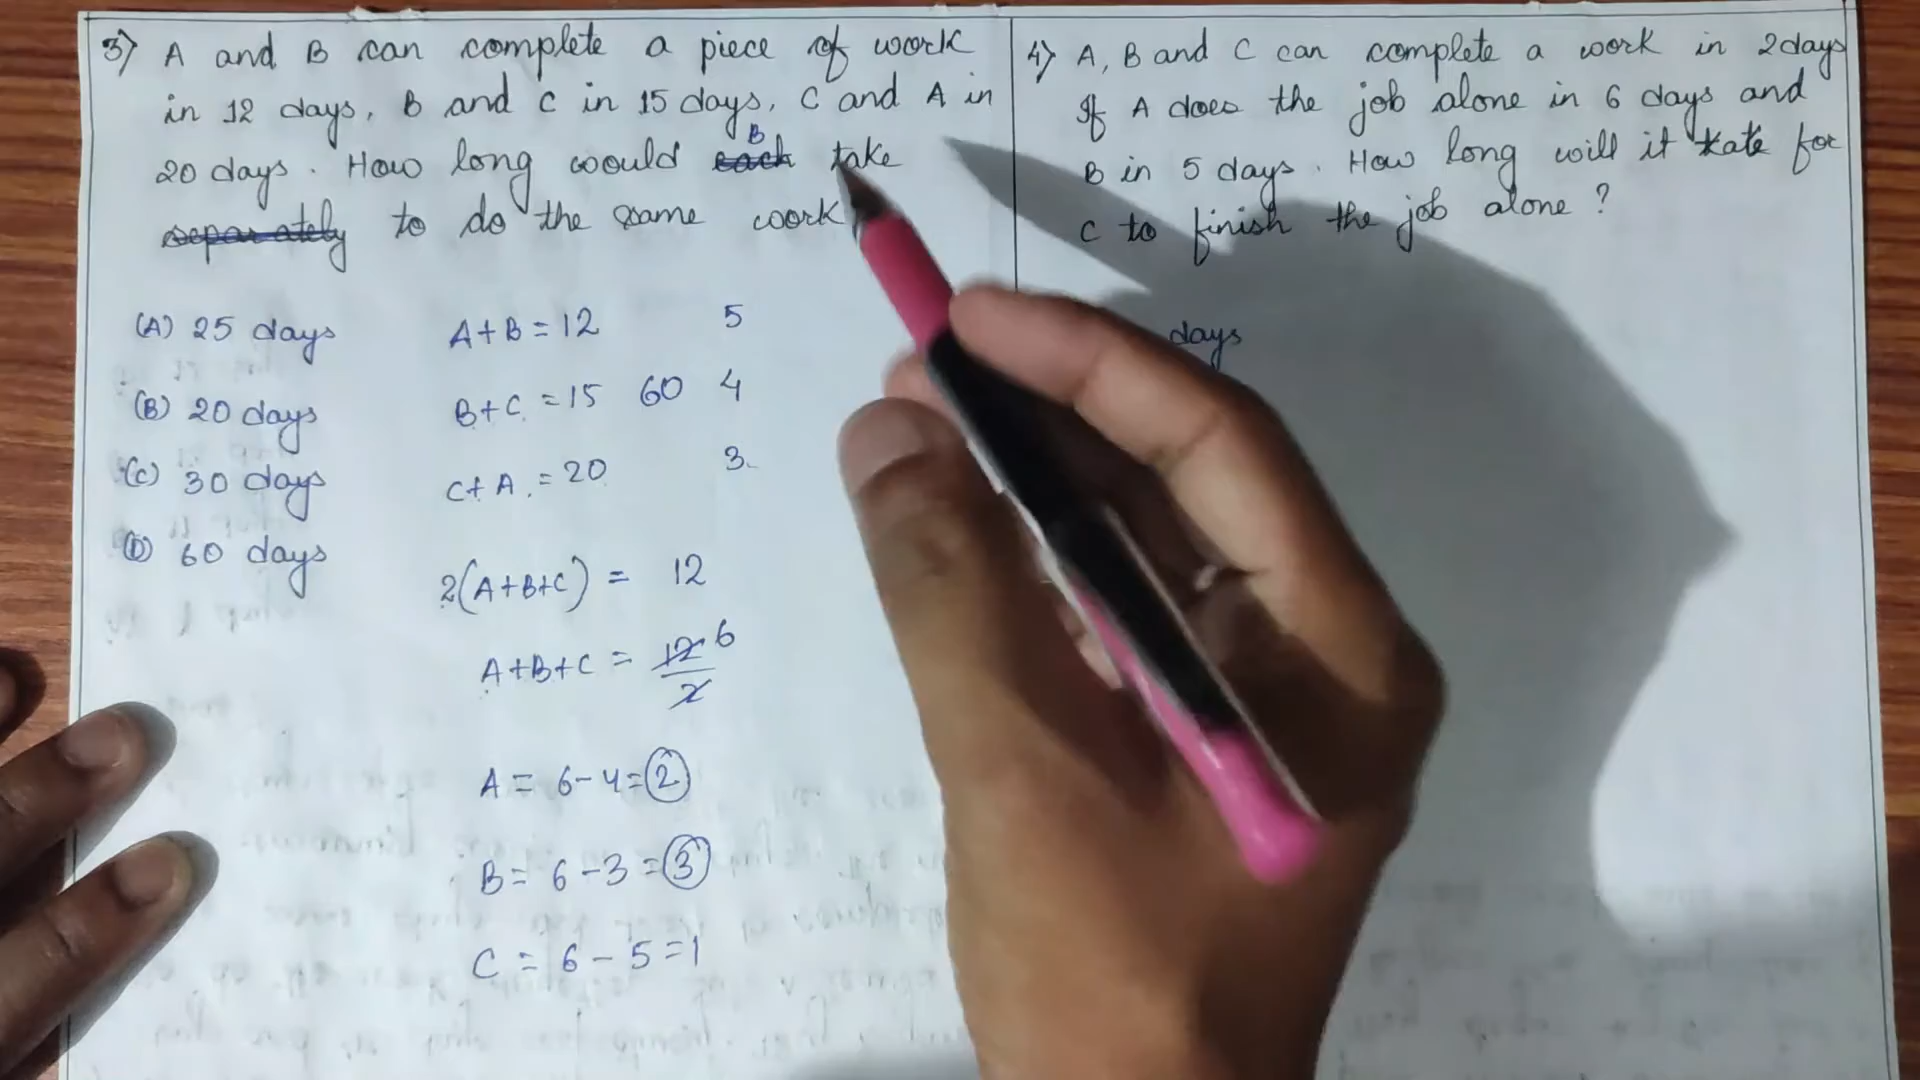 3) A and B can complete a piece of work
in 12 days, B and C in 15 days, C and A in
B
20 days. How long would each take
separately to do the same work
(A) 25 days
(B) 20 days
(C) 30 days
(D) 60 days
A+B = 12 5
B+C = 15 60 4
C+A = 20 3
2(A+B+C) = 12
A+B+C = 12/2 6
A = 6-4=2
B= 6-3=3
C = 6-5=1
4) A, B and C can complete a work in 2 days
If A does the job alone in 6 days and
B in 5 days. How long will it take for
C to finish the job alone?
days